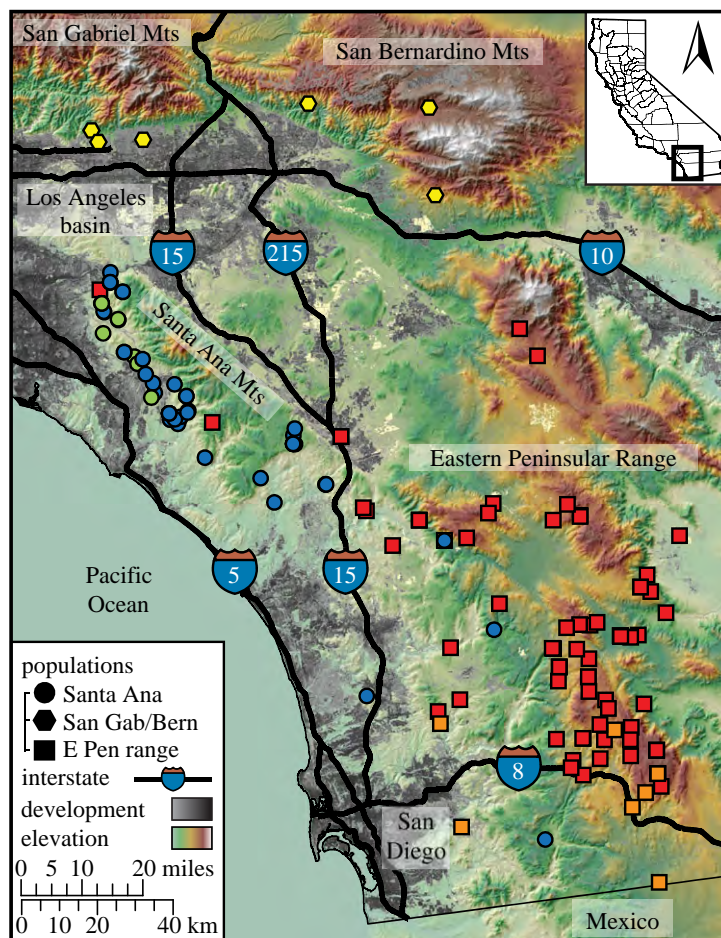 San Gabriel Mts
San Bernardino Mts
Los Angeles
basin
15
215
10
Santa Ana Mts
Eastern Peninsular Range
Pacific
Ocean
5
15
populations
Santa Ana
San Gab/Bern
E Pen range
interstate
development
elevation
8
San
Diego
0 5 10 20 miles
0 10 20 40 km
Mexico